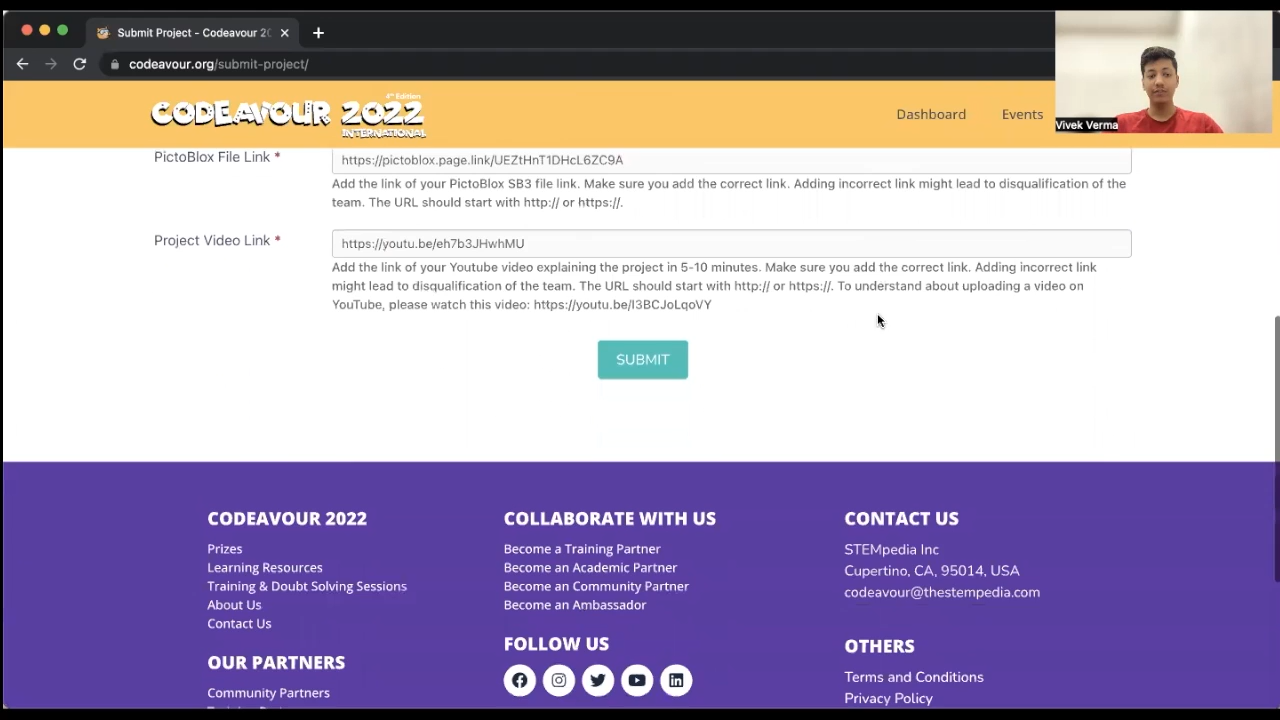 Submit Project - Codeavour 20
codeavour.org/submit-project/
4th Edition
CODEAVOUR 2022
INTERNATIONAL
Dashboard
Events
Vivek Verma
PictoBlox File Link *
https://pictoblox.page.link/UEZtHnT1DHcL6ZC9A
Add the link of your PictoBlox SB3 file link. Make sure you add the correct link. Adding incorrect link might lead to disqualification of the
team. The URL should start with http:// or https://.
Project Video Link *
https://youtu.be/eh7b3JHwhMU
Add the link of your Youtube video explaining the project in 5-10 minutes. Make sure you add the correct link. Adding incorrect link
might lead to disqualification of the team. The URL should start with http:// or https://. To understand about uploading a video on
YouTube, please watch this video: https://youtu.be/I3BCJoLqoVY
SUBMIT
CODEAVOUR 2022
Prizes
Learning Resources
Training & Doubt Solving Sessions
About Us
Contact Us
OUR PARTNERS
Community Partners
COLLABORATE WITH US
Become a Training Partner
Become an Academic Partner
Become an Community Partner
Become an Ambassador
FOLLOW US
CONTACT US
STEMpedia Inc
Cupertino, CA, 95014, USA
codeavour@thestempedia.com
OTHERS
Terms and Conditions
Privacy Policy